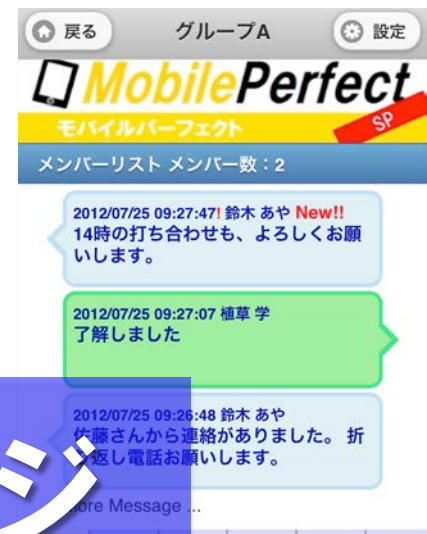 戻る グループA 設定
MobilePerfect
モバイルパーフェクト SP
メンバーリスト メンバー数：2
2012/07/25 09:27:47! 鈴木 あや New!!
14時の打ち合わせも、よろしくお願
いします。
2012/07/25 09:27:07 植草 学
了解しました
2012/07/25 09:26:48 鈴木 あや
佐藤さんから連絡がありました。 折
り返し電話お願いします。
More Message ...
ジ